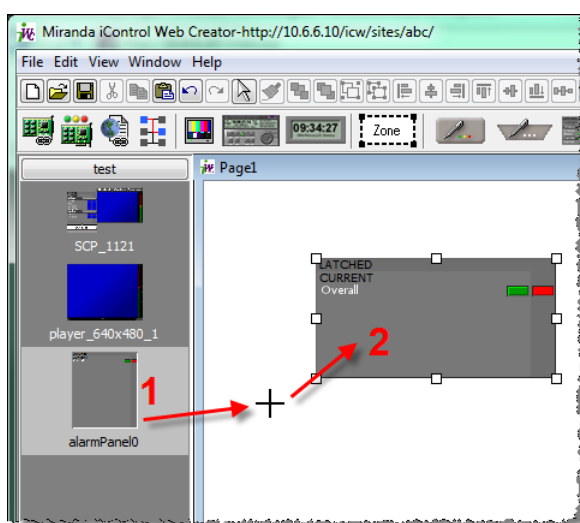 Miranda iControl Web Creator-http://10.6.6.10/icw/sites/abc/
File Edit View Window Help
09:34:27
Zone
test
Page1
SCP_1121
player_640x480_1
alarmPanel0
1
2
LATCHED
CURRENT
Overall